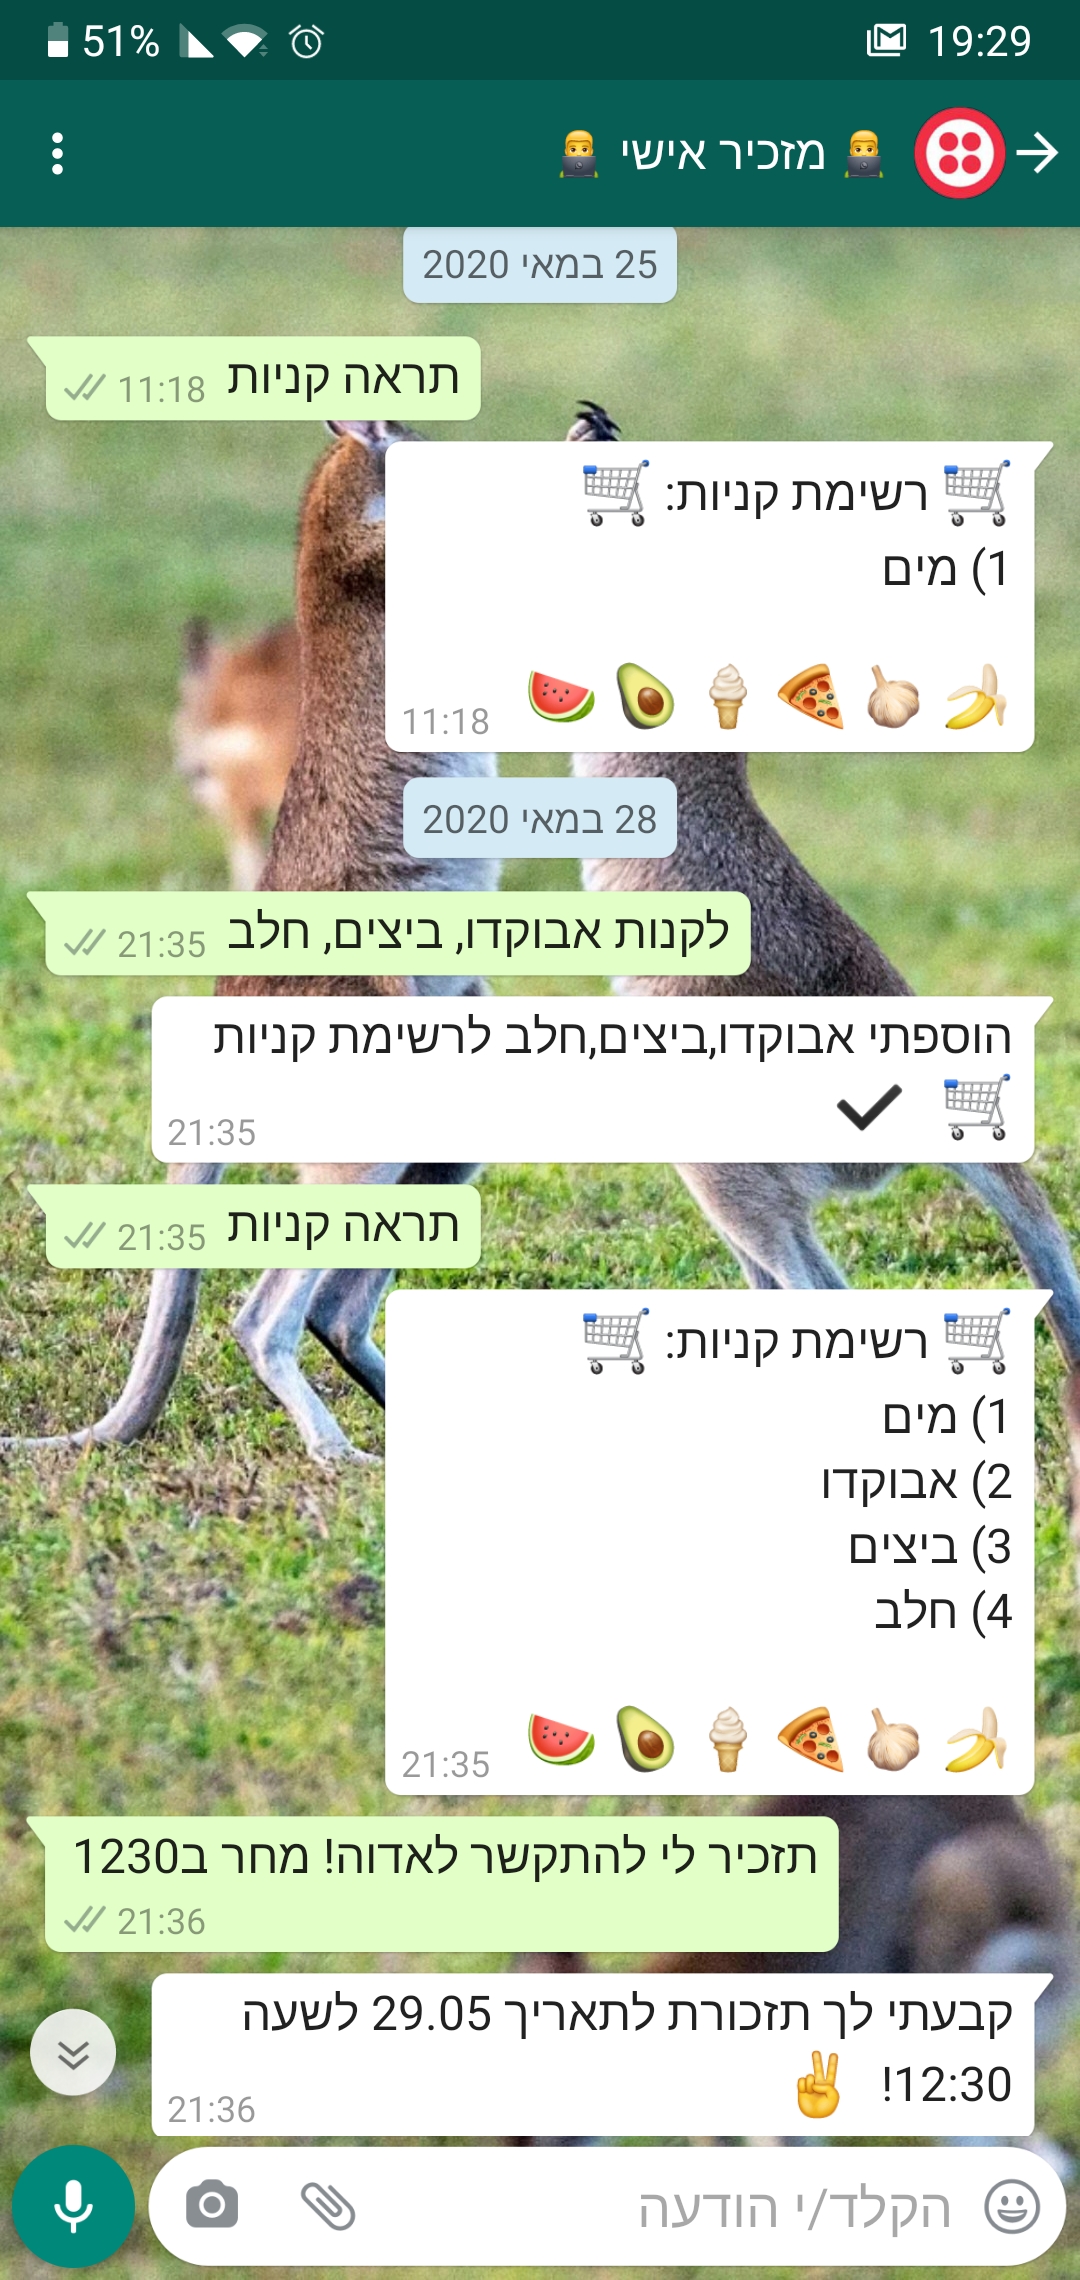 51%
19:29
👨‍💻 מזכיר אישי 👨‍💻
25 במאי 2020
תראה קניות
11:18
🛒 רשימת קניות: 🛒
1) מים
🍌 🧄 🍕 🍦 🥑 🍉
11:18
28 במאי 2020
לקנות אבוקדו, ביצים, חלב
21:35
הוספתי אבוקדו,ביצים,חלב לרשימת קניות
🛒 ✔
21:35
תראה קניות
21:35
🛒 רשימת קניות: 🛒
1) מים
2) אבוקדו
3) ביצים
4) חלב
🍌 🧄 🍕 🍦 🥑 🍉
21:35
תזכיר לי להתקשר לאדוה! מחר ב1230
21:36
קבעתי לך תזכורת לתאריך 29.05 לשעה
12:30! ✌
21:36
הקלד/י הודעה